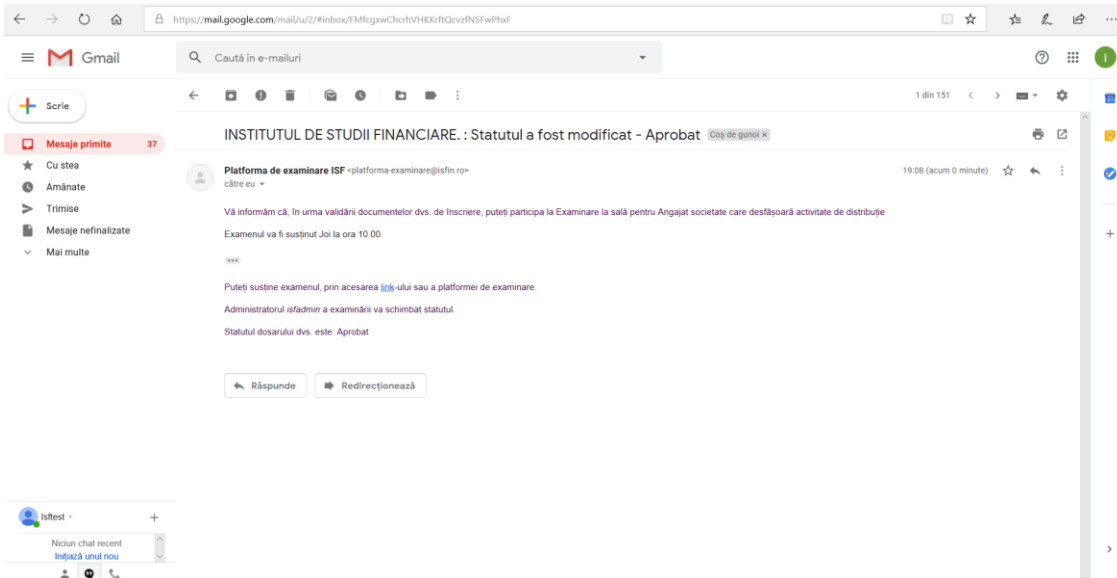 https://mail.google.com/mail/u/2/#inbox/FMfcgxwChcrhVHKKrftQcvzfNSFwPhxF
Gmail
Caută în e-mailuri
I
Scrie
1 din 151
Mesaje primite 37
Cu stea
Amânate
Trimise
Mesaje nefinalizate
Mai multe
INSTITUTUL DE STUDII FINANCIARE. : Statutul a fost modificat - Aprobat Coș de gunoi ×
Platforma de examinare ISF <platforma-examinare@isfin.ro>
19:08 (acum 0 minute)
către eu
Vă informăm că, în urma validării documentelor dvs. de înscriere, puteți participa la Examinare la sală pentru Angajat societate care desfășoară activitate de distribuție
Examenul va fi susținut Joi la ora 10.00.
Puteți susține examenul, prin acesarea link-ului sau a platformei de examinare.
Administratorul isfadmin a examinării va schimbat statutul.
Statutul dosarului dvs. este: Aprobat
Răspunde
Redirecționează
Isftest
Niciun chat recent
Inițiază unul nou